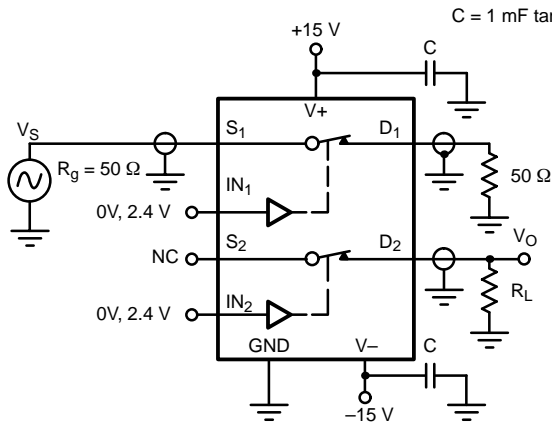 C = 1 mF tan
+15 V
C
V+
VS
S1
D1
Rg = 50 Ω
50 Ω
IN1
0V, 2.4 V
S2
D2
VO
NC
RL
IN2
0V, 2.4 V
GND
V–
C
–15 V